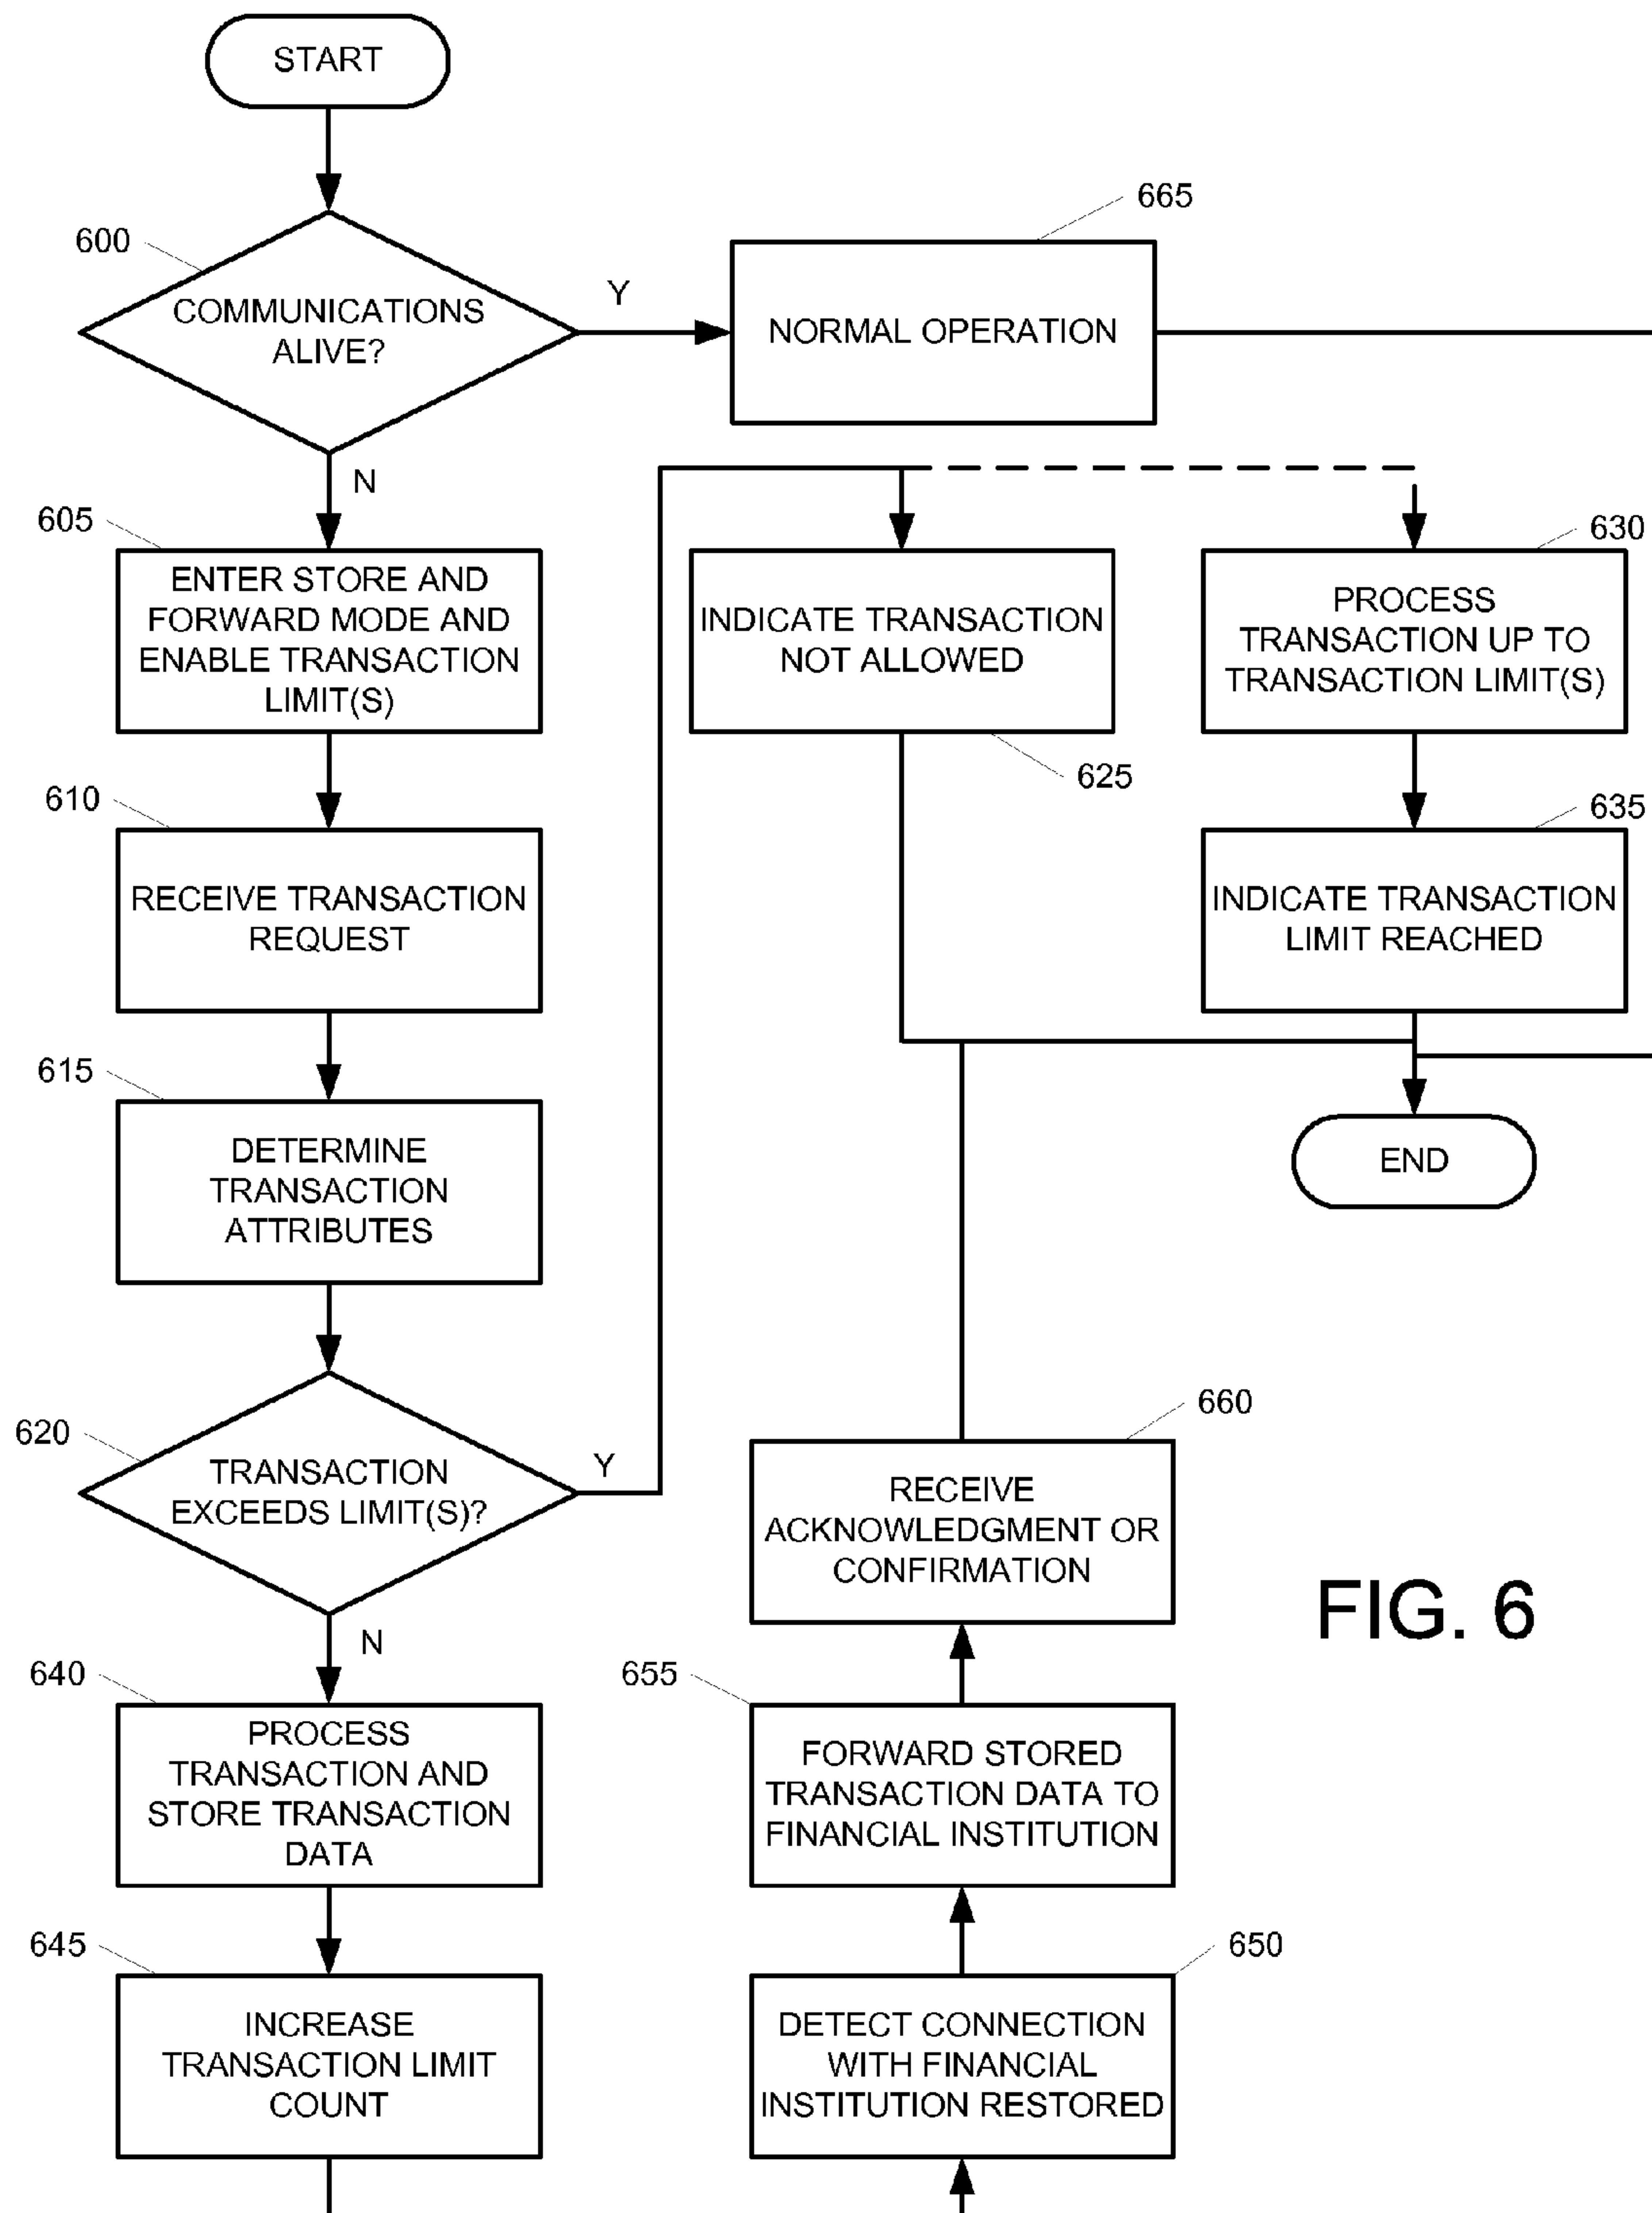 START
600
COMMUNICATIONS
ALIVE?
Y
665
NORMAL OPERATION
N
605
ENTER STORE AND
FORWARD MODE AND
ENABLE TRANSACTION
LIMIT(S)
INDICATE TRANSACTION
NOT ALLOWED
625
630
PROCESS
TRANSACTION UP TO
TRANSACTION LIMIT(S)
610
RECEIVE TRANSACTION
REQUEST
635
INDICATE TRANSACTION
LIMIT REACHED
615
DETERMINE
TRANSACTION
ATTRIBUTES
END
620
TRANSACTION
EXCEEDS LIMIT(S)?
Y
N
660
RECEIVE
ACKNOWLEDGMENT OR
CONFIRMATION
FIG. 6
640
PROCESS
TRANSACTION AND
STORE TRANSACTION
DATA
655
FORWARD STORED
TRANSACTION DATA TO
FINANCIAL INSTITUTION
645
INCREASE
TRANSACTION LIMIT
COUNT
650
DETECT CONNECTION
WITH FINANCIAL
INSTITUTION RESTORED